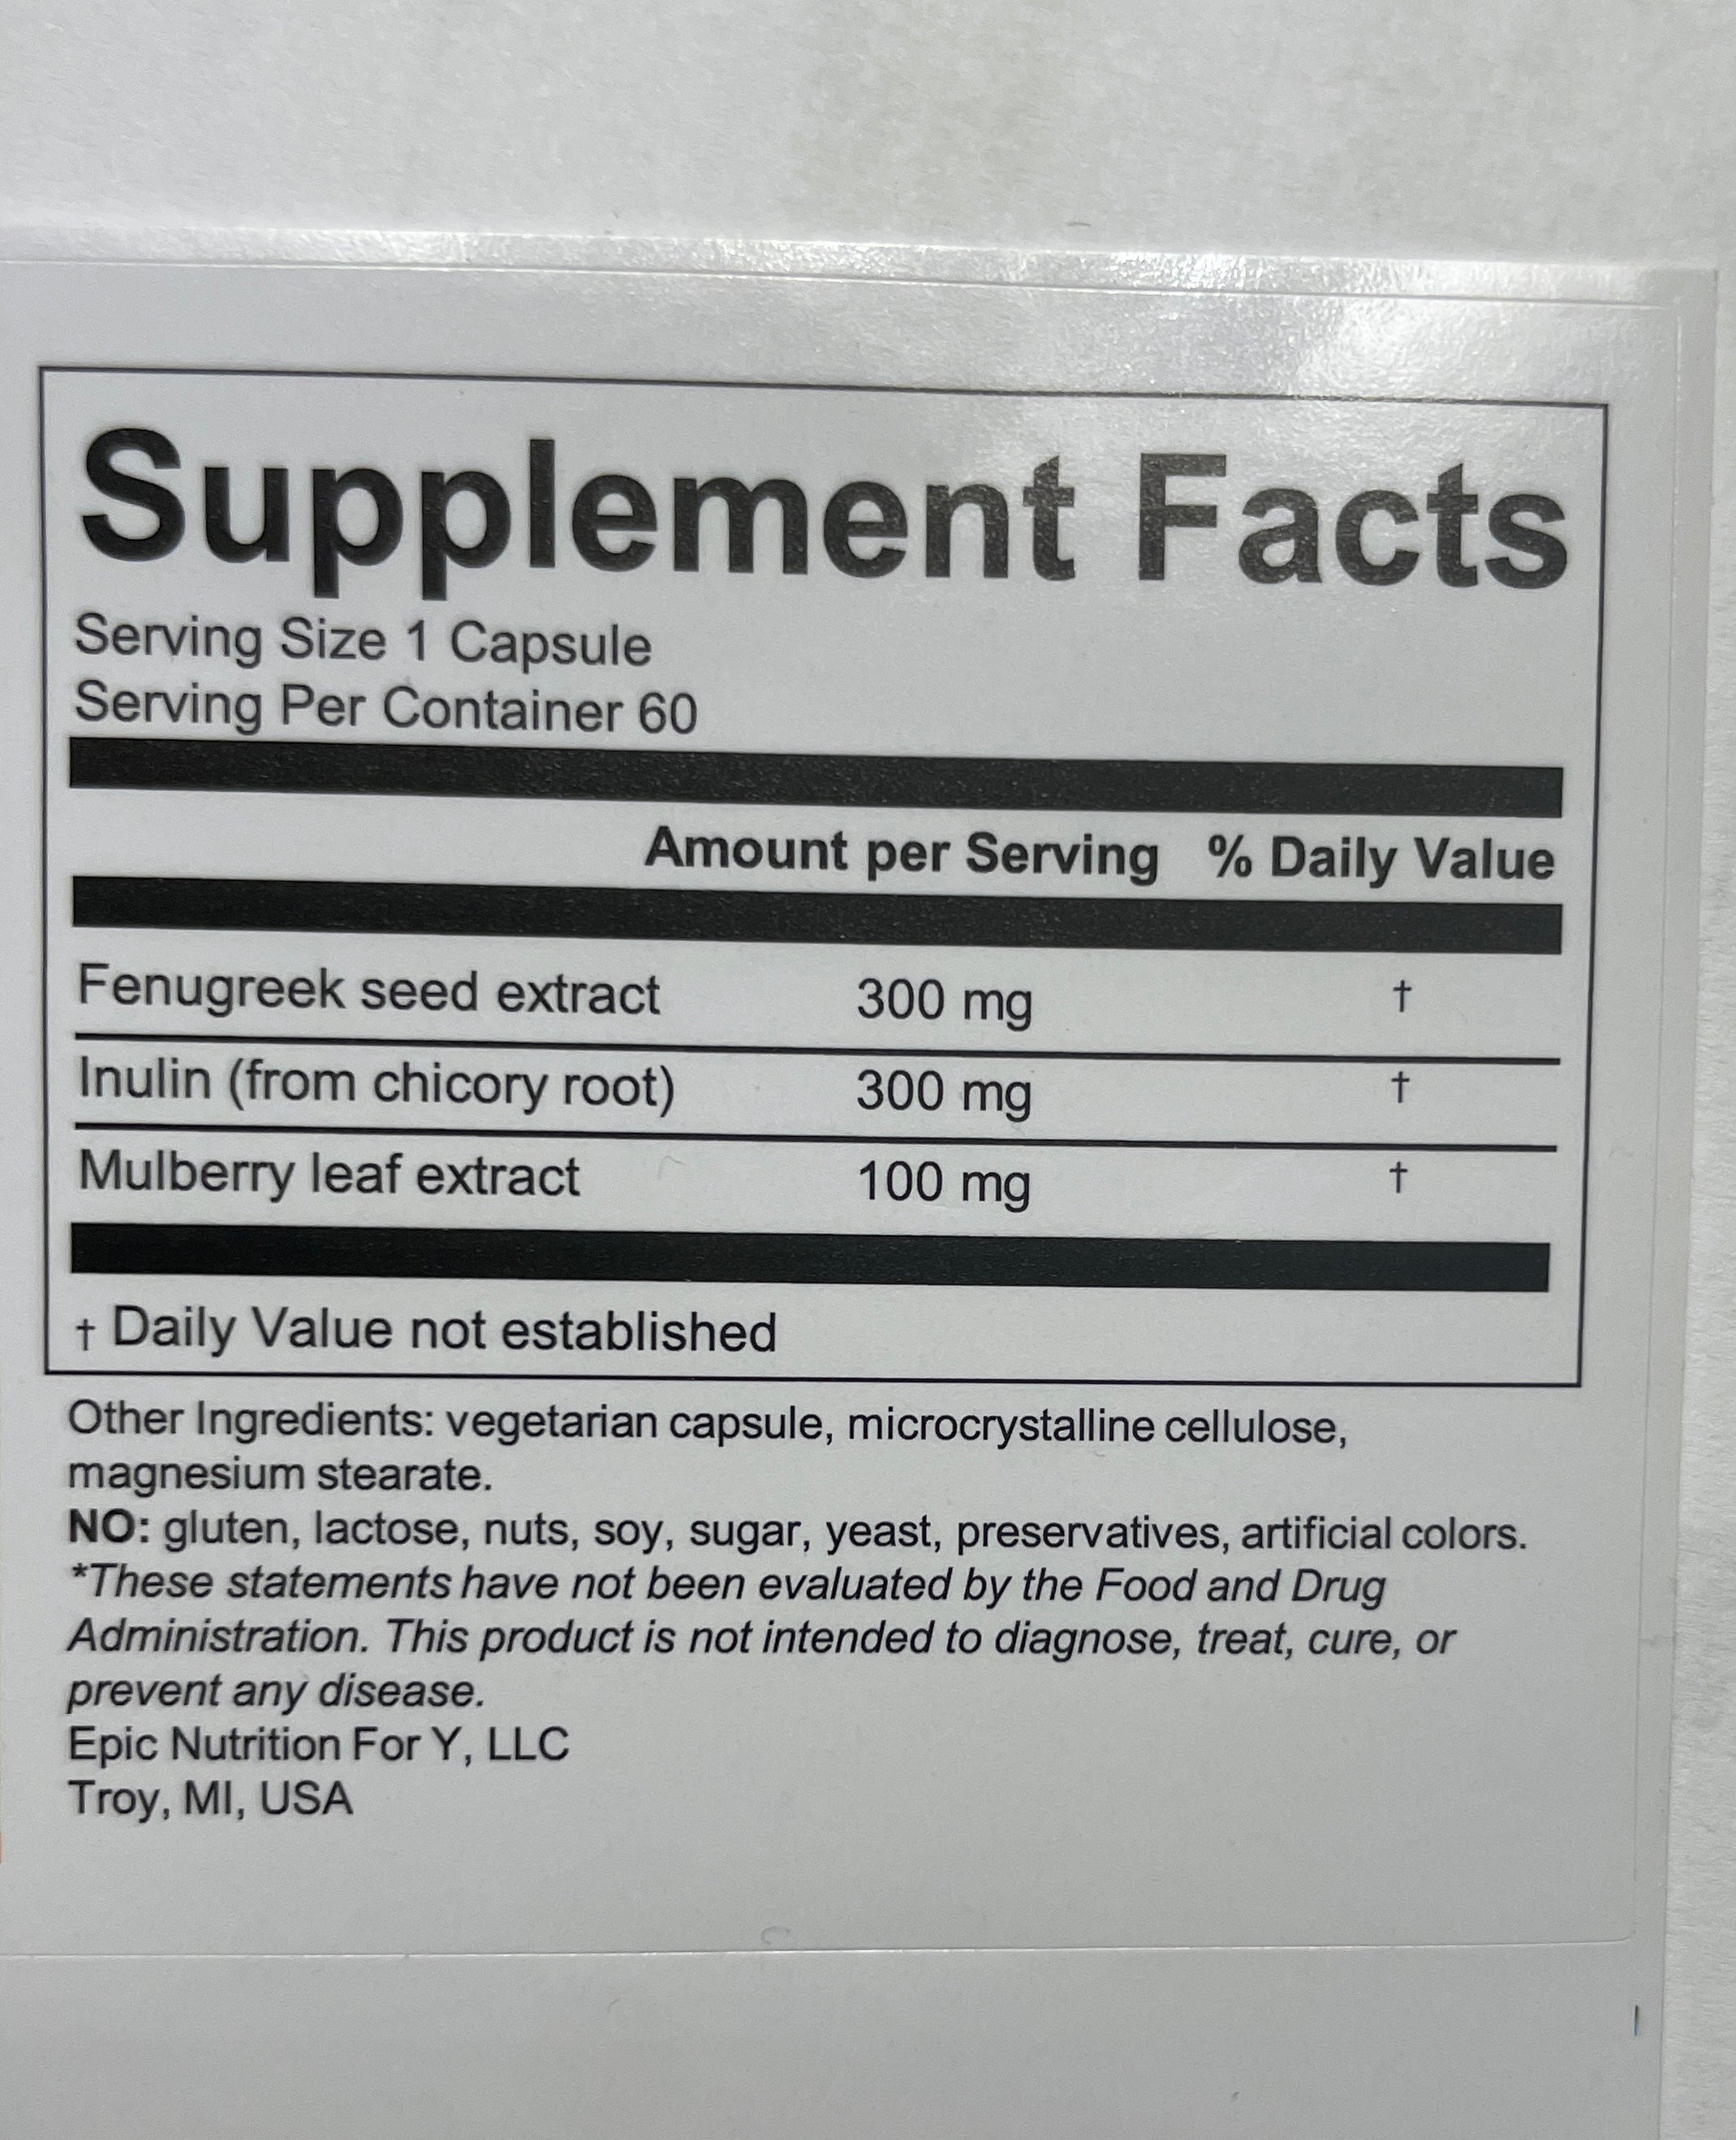 Supplement Facts
Serving Size 1 Capsule
Serving Per Container 60
Amount per Serving % Daily Value
Fenugreek seed extract 300 mg †
Inulin (from chicory root) 300 mg †
Mulberry leaf extract 100 mg †
† Daily Value not established
Other Ingredients: vegetarian capsule, microcrystalline cellulose,
magnesium stearate.
NO: gluten, lactose, nuts, soy, sugar, yeast, preservatives, artificial colors.
*These statements have not been evaluated by the Food and Drug
Administration. This product is not intended to diagnose, treat, cure, or
prevent any disease.
Epic Nutrition For Y, LLC
Troy, MI, USA